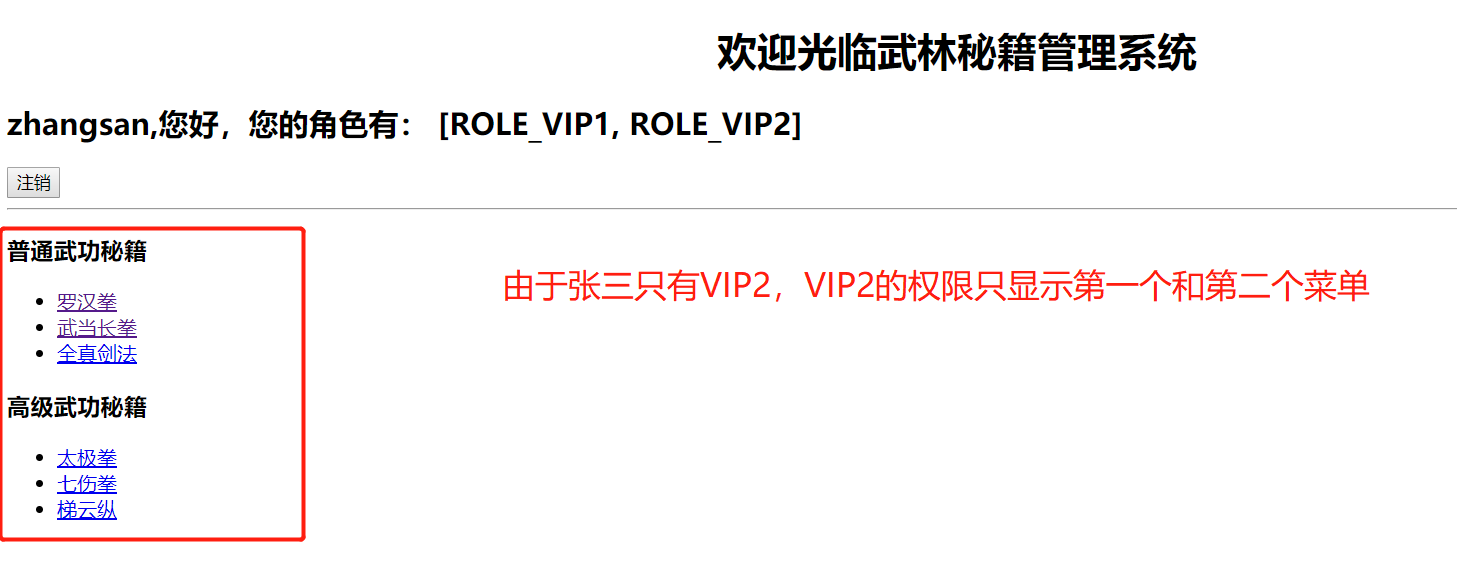 欢迎光临武林秘籍管理系统
zhangsan,您好，您的角色有： [ROLE_VIP1, ROLE_VIP2]
注销
普通武功秘籍
罗汉拳
武当长拳
全真剑法
由于张三只有VIP2，VIP2的权限只显示第一个和第二个菜单
高级武功秘籍
太极拳
七伤拳
梯云纵